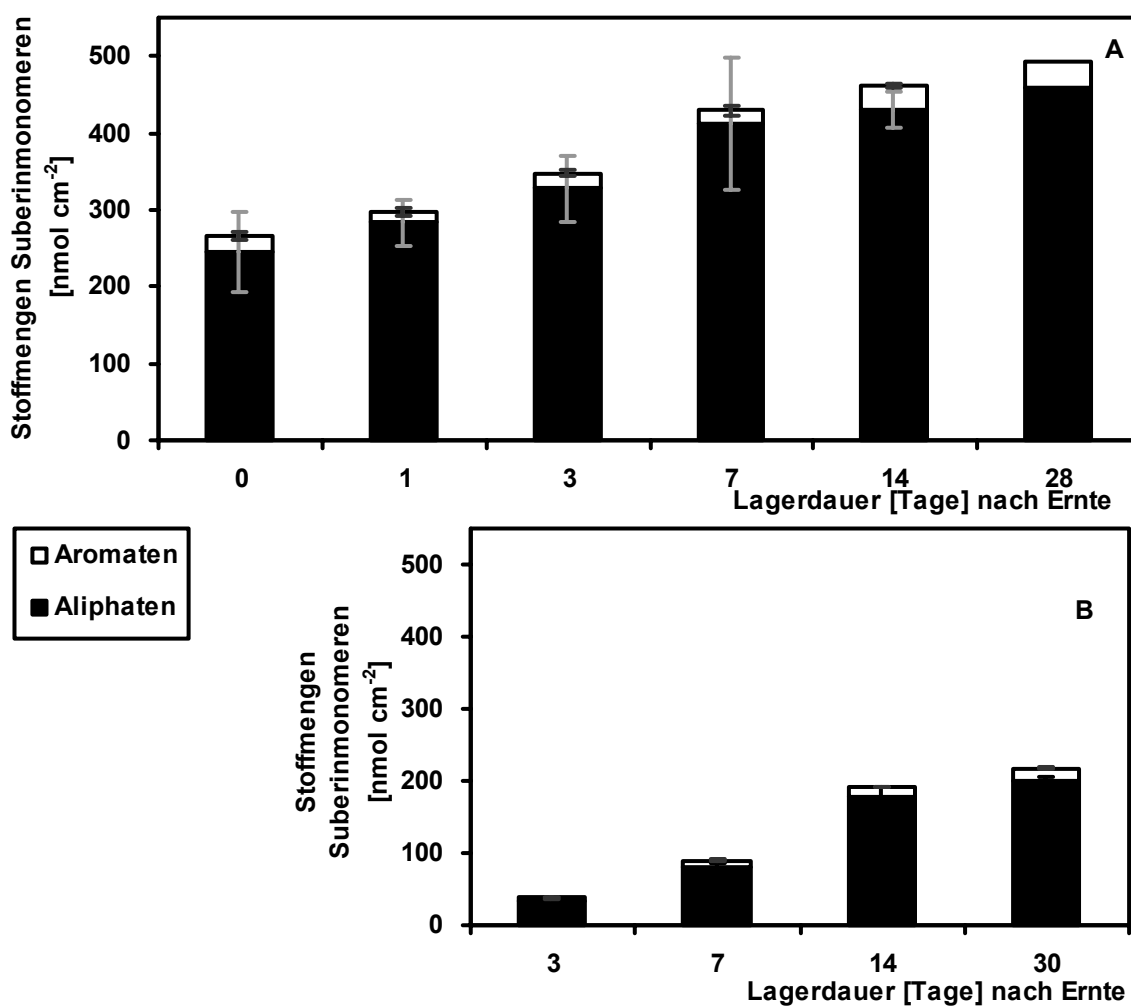 A
Stoffmengen Suberinmonomeren
[nmol cm-2]
500
400
300
200
100
0
0 1 3 7 14 28
Lagerdauer [Tage] nach Ernte
Aromaten
Aliphaten
B
Stoffmengen
Suberinmonomeren
[nmol cm-2]
500
400
300
200
100
0
3 7 14 30
Lagerdauer [Tage] nach Ernte